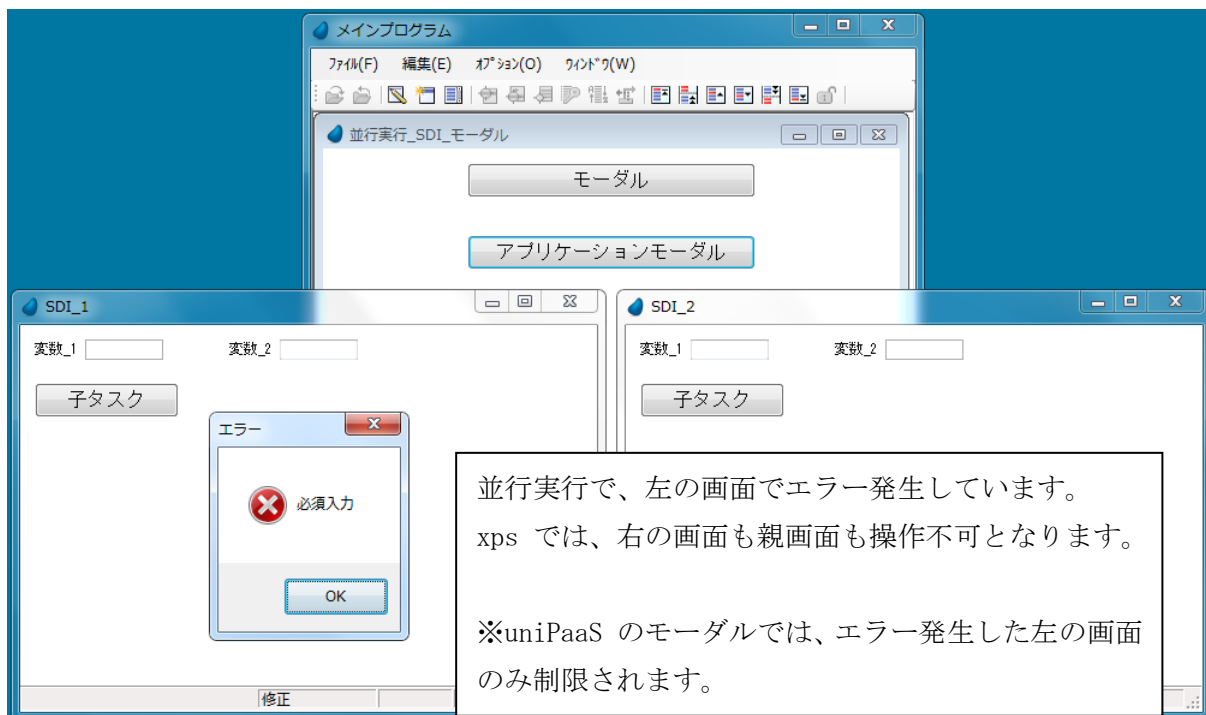 メインプログラム
ファイル(F) 編集(E) オプション(O) ウィンドウ(W)
並行実行_SDI_モーダル
モーダル
アプリケーションモーダル
SDI_1
変数_1 変数_2
子タスク
エラー
必須入力
OK
修正
SDI_2
変数_1 変数_2
子タスク
並行実行で、左の画面でエラー発生しています。
xps では、右の画面も親画面も操作不可となります。
※uniPaaS のモーダルでは、エラー発生した左の画面
のみ制限されます。